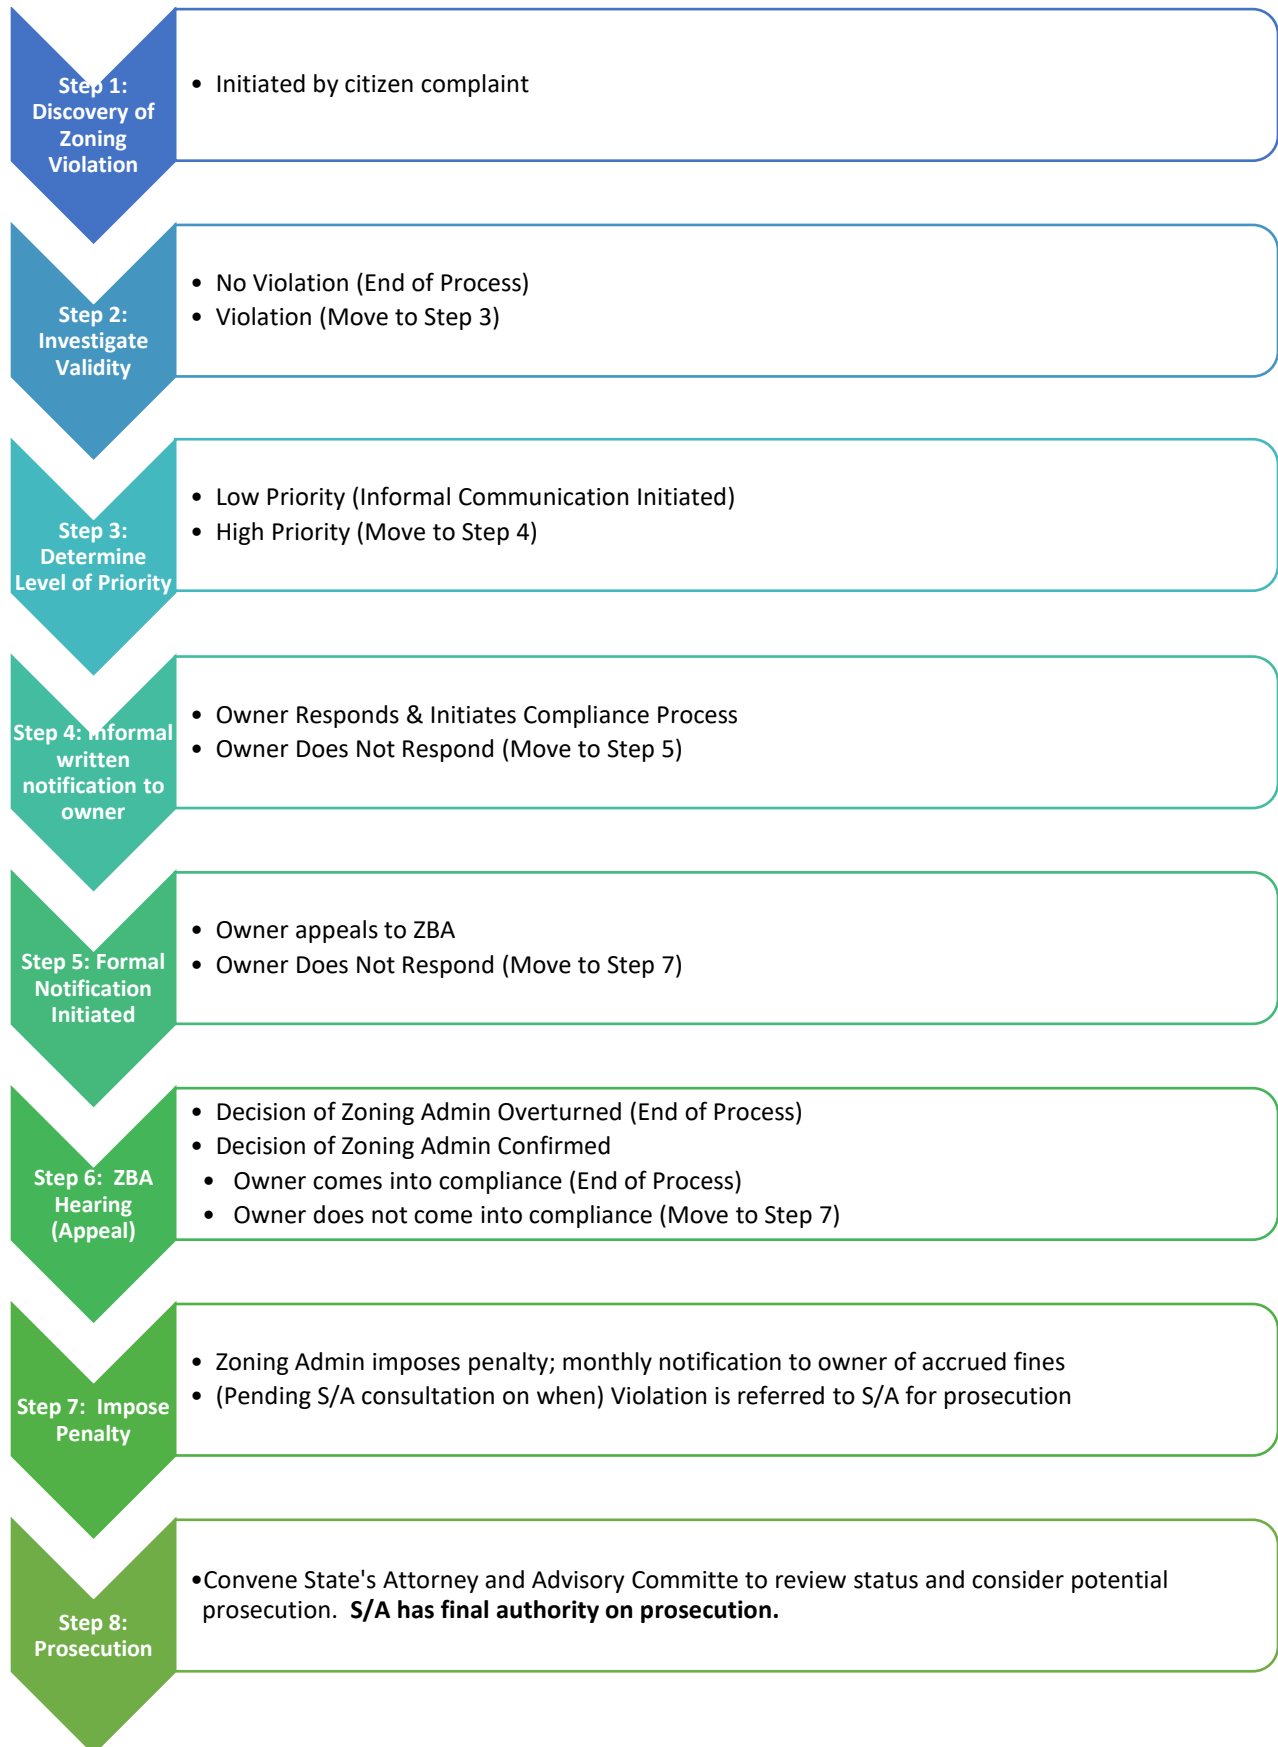 Step 1:
Discovery of
Zoning
Violation
• Initiated by citizen complaint
Step 2:
Investigate
Validity
• No Violation (End of Process)
• Violation (Move to Step 3)
Step 3:
Determine
Level of Priority
• Low Priority (Informal Communication Initiated)
• High Priority (Move to Step 4)
Step 4: Informal
written
notification to
owner
• Owner Responds & Initiates Compliance Process
• Owner Does Not Respond (Move to Step 5)
Step 5: Formal
Notification
Initiated
• Owner appeals to ZBA
• Owner Does Not Respond (Move to Step 7)
Step 6: ZBA
Hearing
(Appeal)
• Decision of Zoning Admin Overturned (End of Process)
• Decision of Zoning Admin Confirmed
• Owner comes into compliance (End of Process)
• Owner does not come into compliance (Move to Step 7)
Step 7: Impose
Penalty
• Zoning Admin imposes penalty; monthly notification to owner of accrued fines
• (Pending S/A consultation on when) Violation is referred to S/A for prosecution
Step 8:
Prosecution
•Convene State's Attorney and Advisory Committe to review status and consider potential
prosecution. S/A has final authority on prosecution.